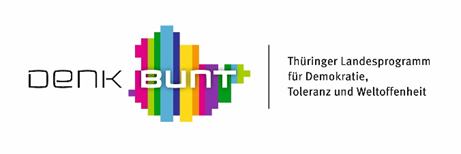 DENK BUNT
Thüringer Landesprogramm
für Demokratie,
Toleranz und Weltoffenheit